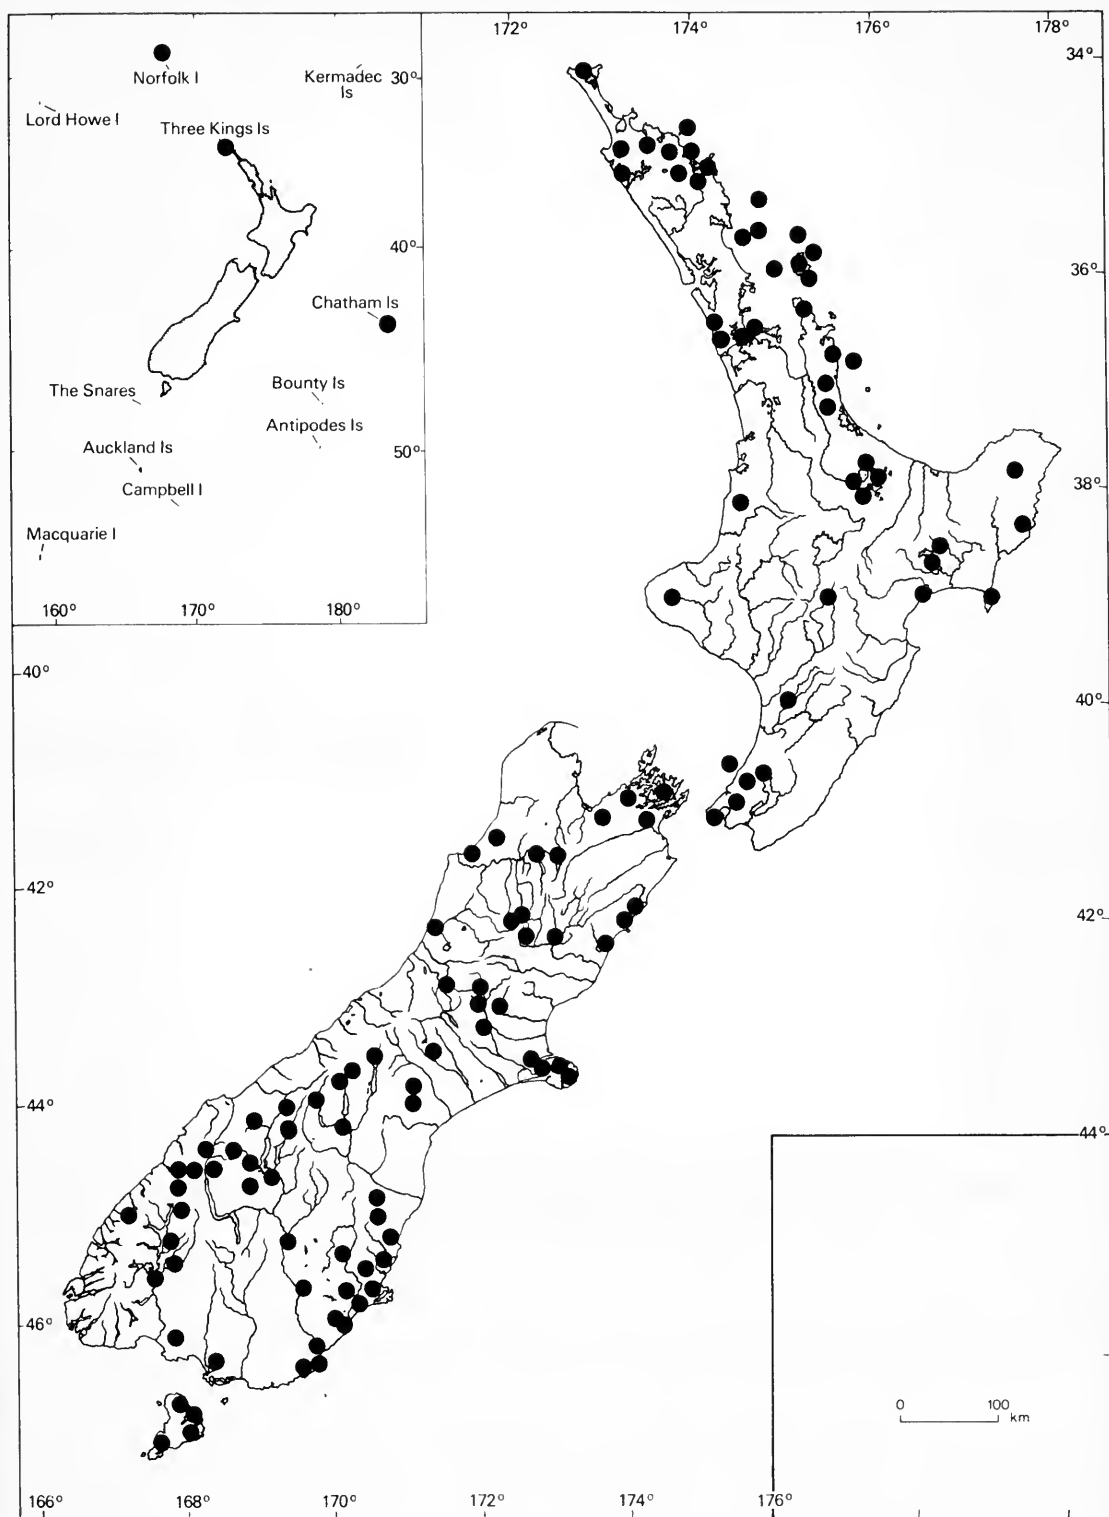 172° 174° 176° 178°
34°
Norfolk I
Kermadec 30°
Is
Lord Howe I
Three Kings Is
40°
36°
Chatham Is
The Snares
Bounty Is
Antipodes Is
Auckland Is
50°
Campbell I
38°
Macquarie I
160° 170° 180°
40°
40°
42°
42°
44°
44°
46°
0 100
km
166° 168° 170° 172° 174° 176°